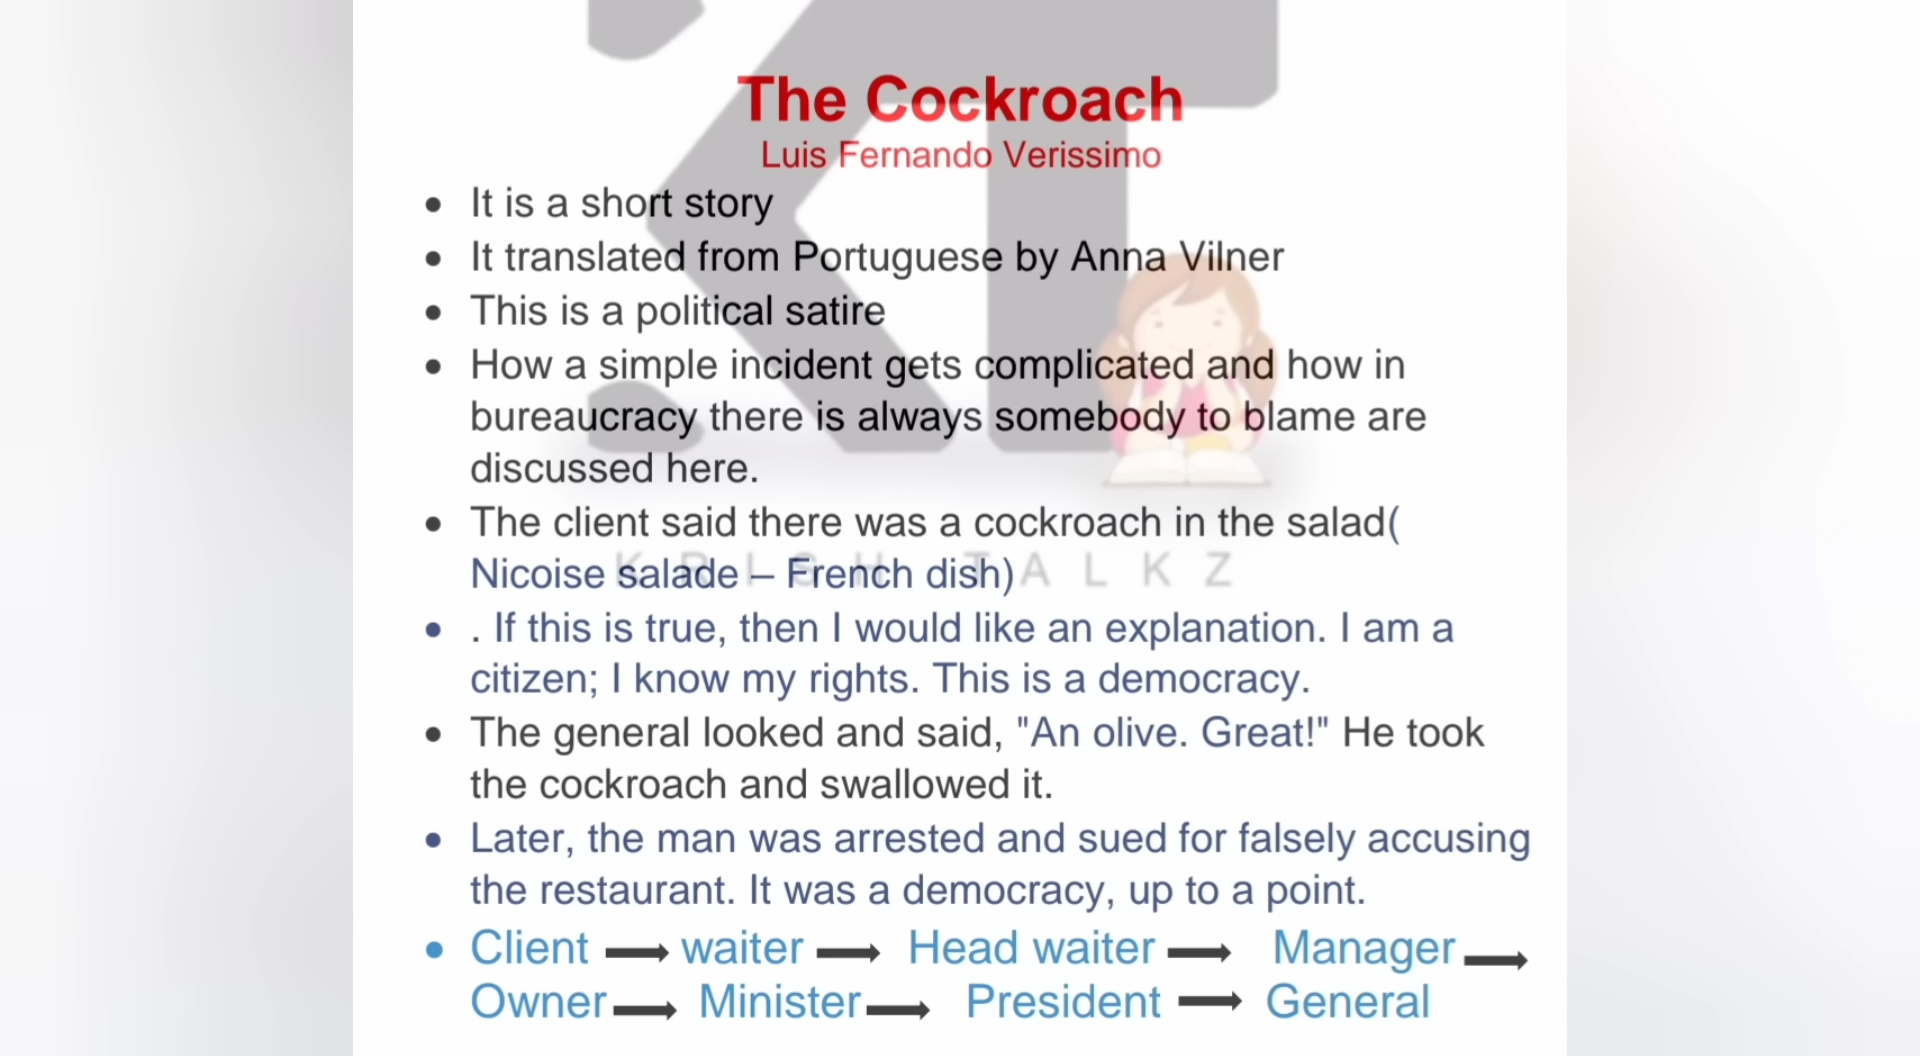 The Cockroach
Luis Fernando Verissimo
• It is a short story
• It translated from Portuguese by Anna Vilner
• This is a political satire
• How a simple incident gets complicated and how in
bureaucracy there is always somebody to blame are
discussed here.
• The client said there was a cockroach in the salad(
Nicoise salade – French dish)
KRISH TALKZ
• . If this is true, then I would like an explanation. I am a
citizen; I know my rights. This is a democracy.
• The general looked and said, "An olive. Great!" He took
the cockroach and swallowed it.
• Later, the man was arrested and sued for falsely accusing
the restaurant. It was a democracy, up to a point.
• Client → waiter → Head waiter → Manager →
Owner → Minister → President → General